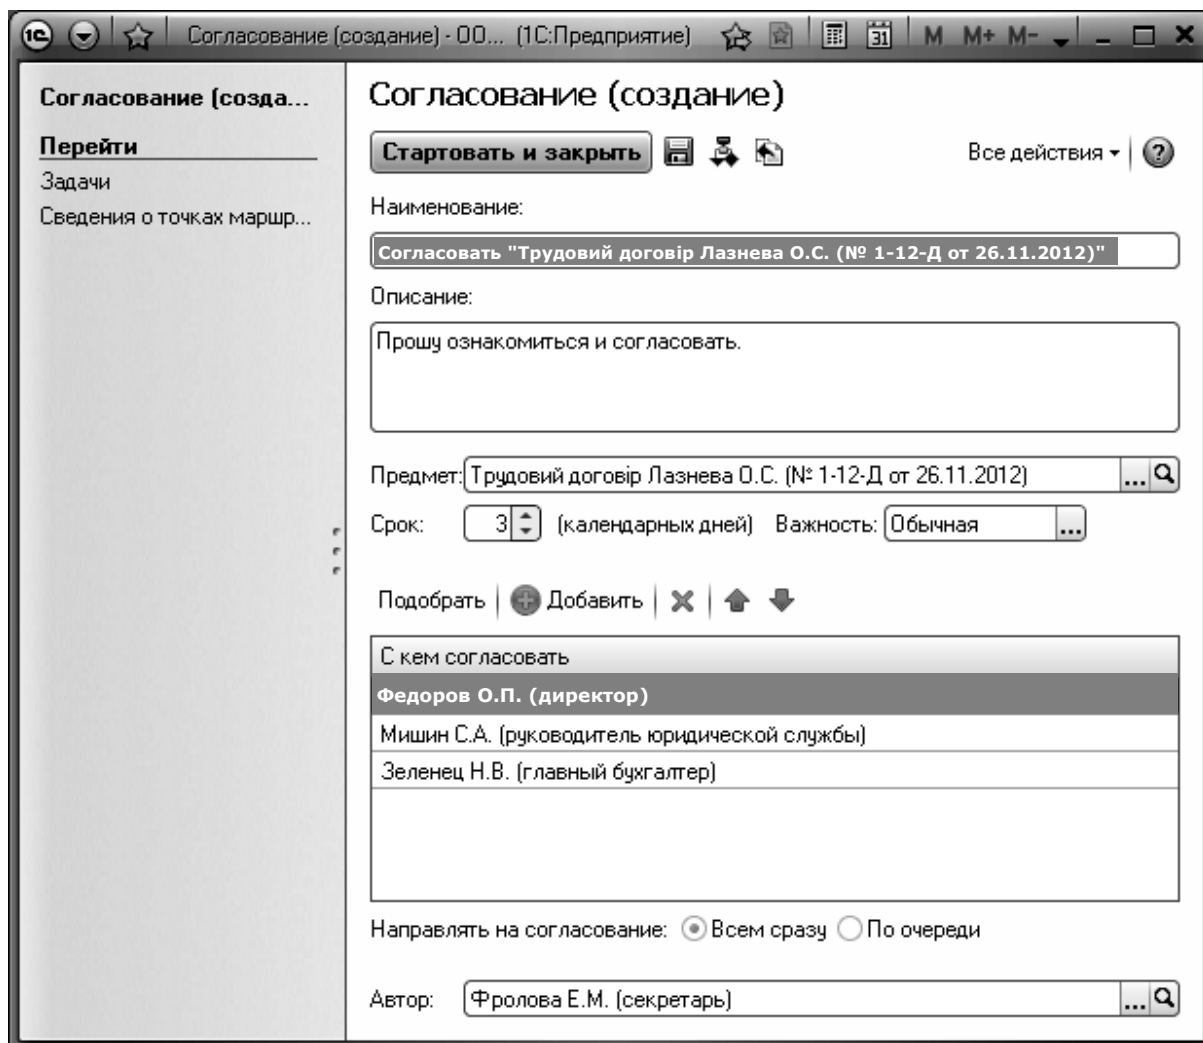 1С Согласование (создание) - ОО... (1С:Предприятие) 31 M M+ M-
Согласование (созда...
Перейти
Задачи
Сведения о точках маршр...
Согласование (создание)
Стартовать и закрыть Все действия ?
Наименование:
Согласовать "Трудовий договір Лазнева О.С. (№ 1-12-Д от 26.11.2012)"
Описание:
Прошу ознакомиться и согласовать.
Предмет: Трудовий договір Лазнева О.С. (№ 1-12-Д от 26.11.2012) ...
Срок: 3 (календарных дней) Важность: Обычная ...
Подобрать Добавить
С кем согласовать
Федоров О.П. (директор)
Мишин С.А. (руководитель юридической службы)
Зеленец Н.В. (главный бухгалтер)
Направлять на согласование: Всем сразу По очереди
Автор: Фролова Е.М. (секретарь) ...